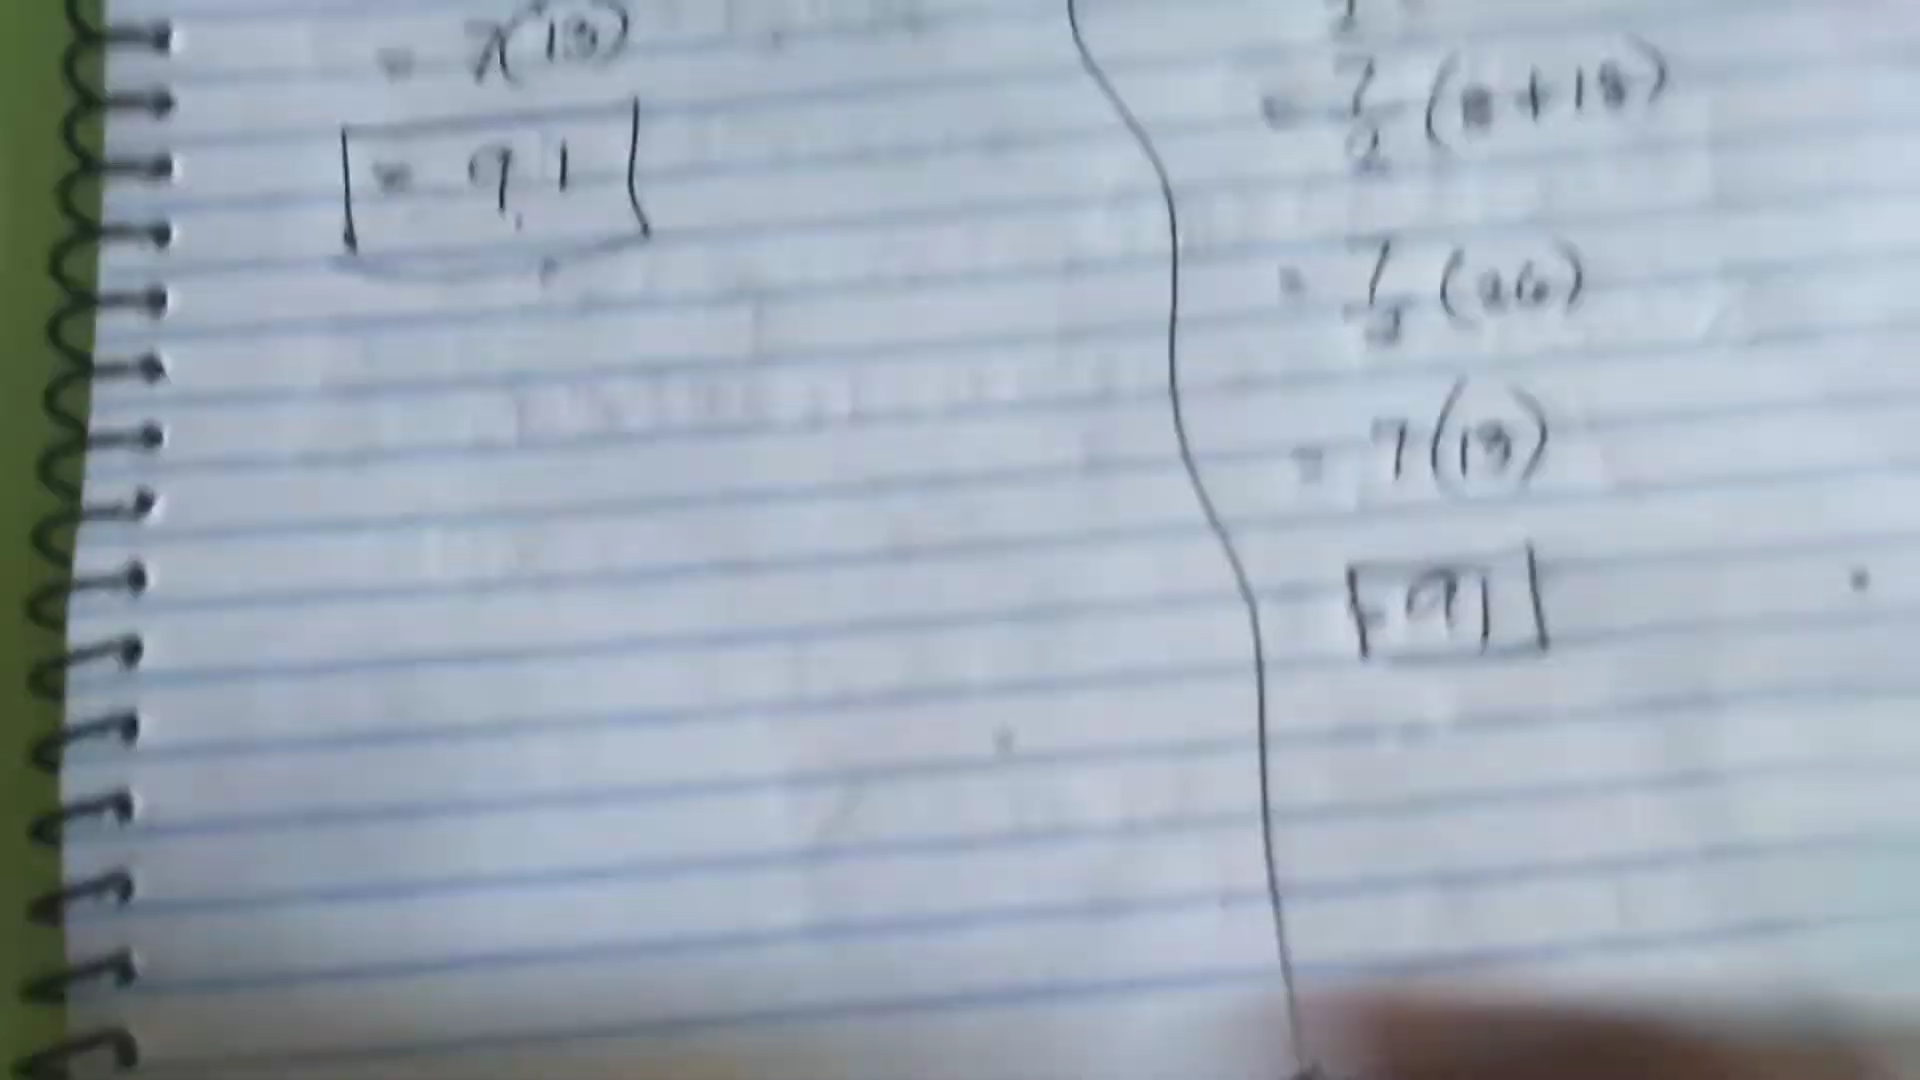 = 7(13)
= 91
= 7/2 (8+18)
= 7/2 (26)
= 7(13)
= 91